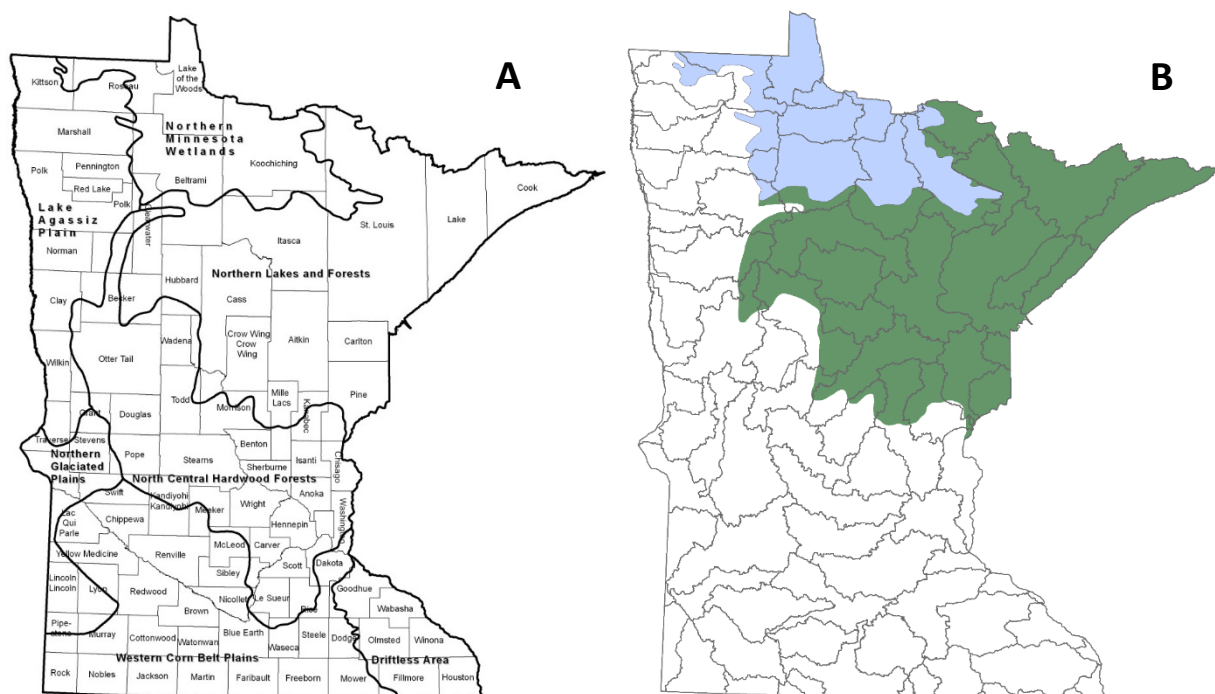 A
B
Kittson
Roseau
Lake
of the
Woods
Marshall
Northern
Minnesota
Wetlands
Koochiching
Pennington
Polk
Red Lake
Beltrami
Polk
Cook
Lake
Agassiz
Plain
Clearwater
St. Louis
Lake
Itasca
Norman
Hubbard
Northern Lakes and Forests
Clay
Becker
Cass
Wadena
Crow Wing
Crow
Wing
Aitkin
Carlton
Otter Tail
Wilkin
Mille
Lacs
Pine
Todd
Morrison
Kanabec
Grant
Douglas
Traverse
Stevens
Benton
Northern
Glaciated
Plains
Pope
Stearns
Sherburne
Isanti
Chisago
North Central Hardwood Forests
Swift
Kandiyohi
Kandiyohi
Meeker
Wright
Anoka
Washington
Lac
Qui
Parle
Chippewa
Hennepin
McLeod
Carver
Yellow Medicine
Renville
Scott
Dakota
Sibley
Lincoln
Lincoln
Lyon
Redwood
Nicollet
Le Sueur
Rice
Goodhue
Wabasha
Brown
Pipe-
stone
Murray
Cottonwood
Watonwan
Blue Earth
Waseca
Steele
Dodge
Olmsted
Winona
Western Corn Belt Plains
Driftless Area
Rock
Nobles
Jackson
Martin
Faribault
Freeborn
Mower
Fillmore
Houston